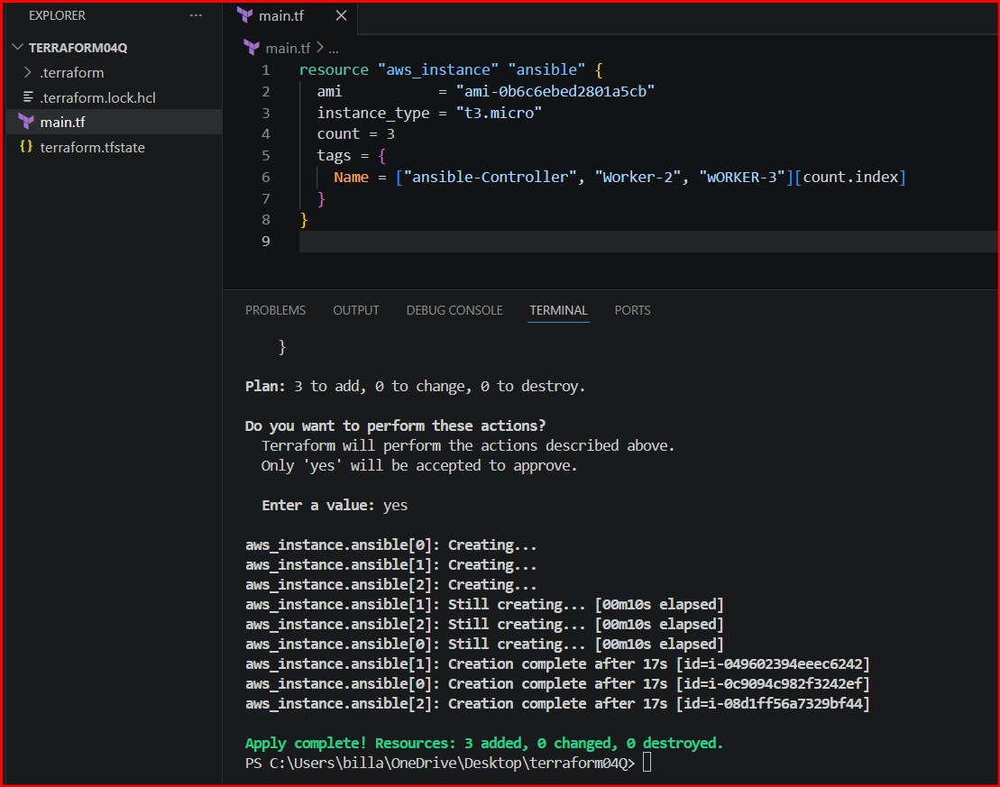 EXPLORER ...
TERRAFORM04Q
.terraform
.terraform.lock.hcl
main.tf
{} terraform.tfstate
main.tf
main.tf > ...
1 resource "aws_instance" "ansible" {
2   ami           = "ami-0b6c6ebed2801a5cb"
3   instance_type = "t3.micro"
4   count = 3
5   tags = {
6     Name = ["ansible-Controller", "Worker-2", "wORKER-3"][count.index]
7   }
8 }
9
PROBLEMS OUTPUT DEBUG CONSOLE TERMINAL PORTS
    }
Plan: 3 to add, 0 to change, 0 to destroy.
Do you want to perform these actions?
  Terraform will perform the actions described above.
  Only 'yes' will be accepted to approve.
  Enter a value: yes
aws_instance.ansible[0]: Creating...
aws_instance.ansible[1]: Creating...
aws_instance.ansible[2]: Creating...
aws_instance.ansible[1]: Still creating... [00m10s elapsed]
aws_instance.ansible[2]: Still creating... [00m10s elapsed]
aws_instance.ansible[0]: Still creating... [00m10s elapsed]
aws_instance.ansible[1]: Creation complete after 17s [id=i-049602394eeec6242]
aws_instance.ansible[0]: Creation complete after 17s [id=i-0c9094c982f3242ef]
aws_instance.ansible[2]: Creation complete after 17s [id=i-08d1ff56a7329bf44]
Apply complete! Resources: 3 added, 0 changed, 0 destroyed.
PS C:\Users\billa\OneDrive\Desktop\terraform04Q>